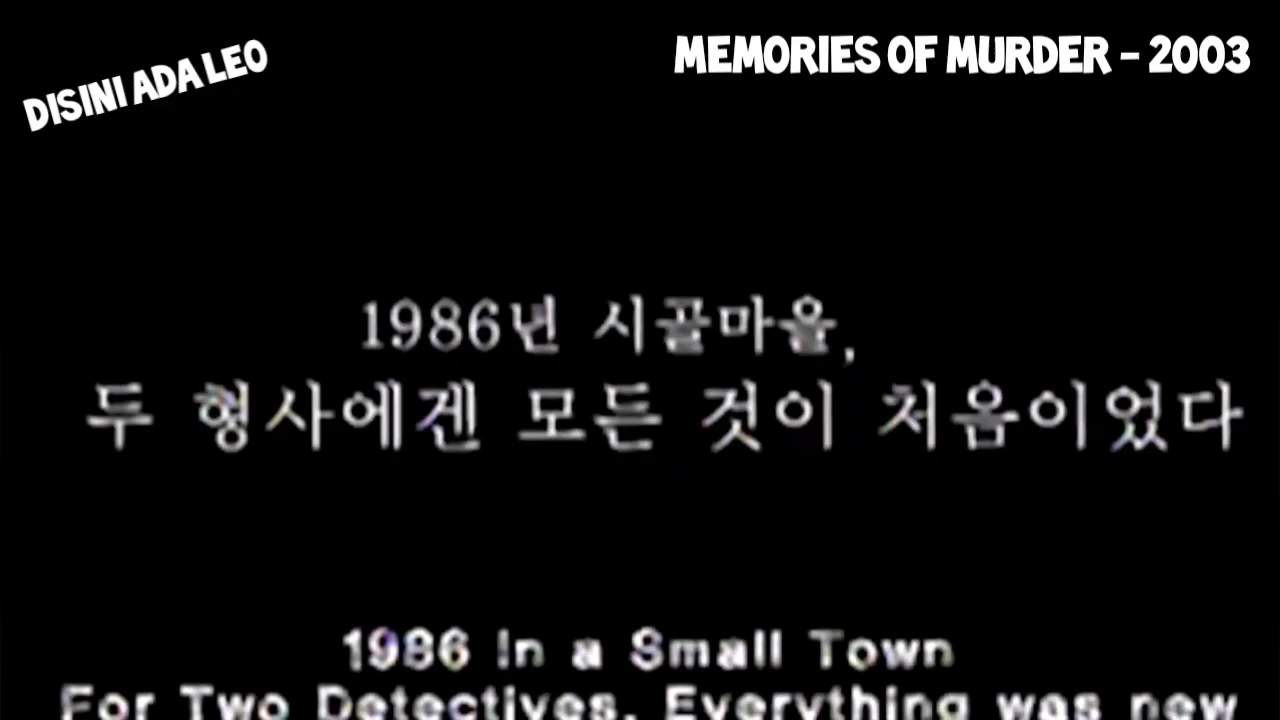 DISINI ADA LEO
MEMORIES OF MURDER - 2003
1986년 시골마을,
두 형사에겐 모든 것이 처음이었다
1986 In a Small Town
For Two Detectives, Everything was new